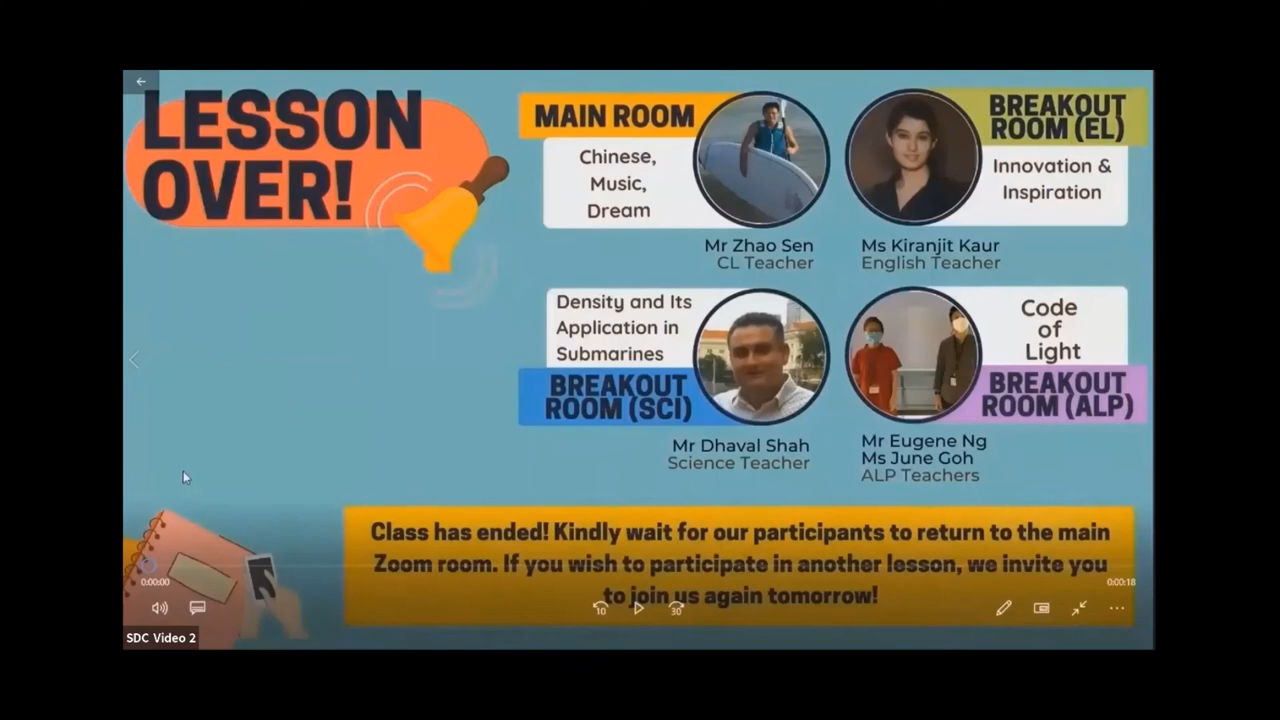 LESSON
OVER!
MAIN ROOM
Chinese,
Music,
Dream
Mr Zhao Sen
CL Teacher
BREAKOUT
ROOM (EL)
Innovation &
Inspiration
Ms Kiranjit Kaur
English Teacher
Density and Its
Application in
Submarines
BREAKOUT
ROOM (SCI)
Mr Dhaval Shah
Science Teacher
Code
of
Light
BREAKOUT
ROOM (ALP)
Mr Eugene Ng
Ms June Goh
ALP Teachers
Class has ended! Kindly wait for our participants to return to the main
Zoom room. If you wish to participate in another lesson, we invite you
to join us again tomorrow!
0:00:00
0:00:18
10
30
SDC Video 2